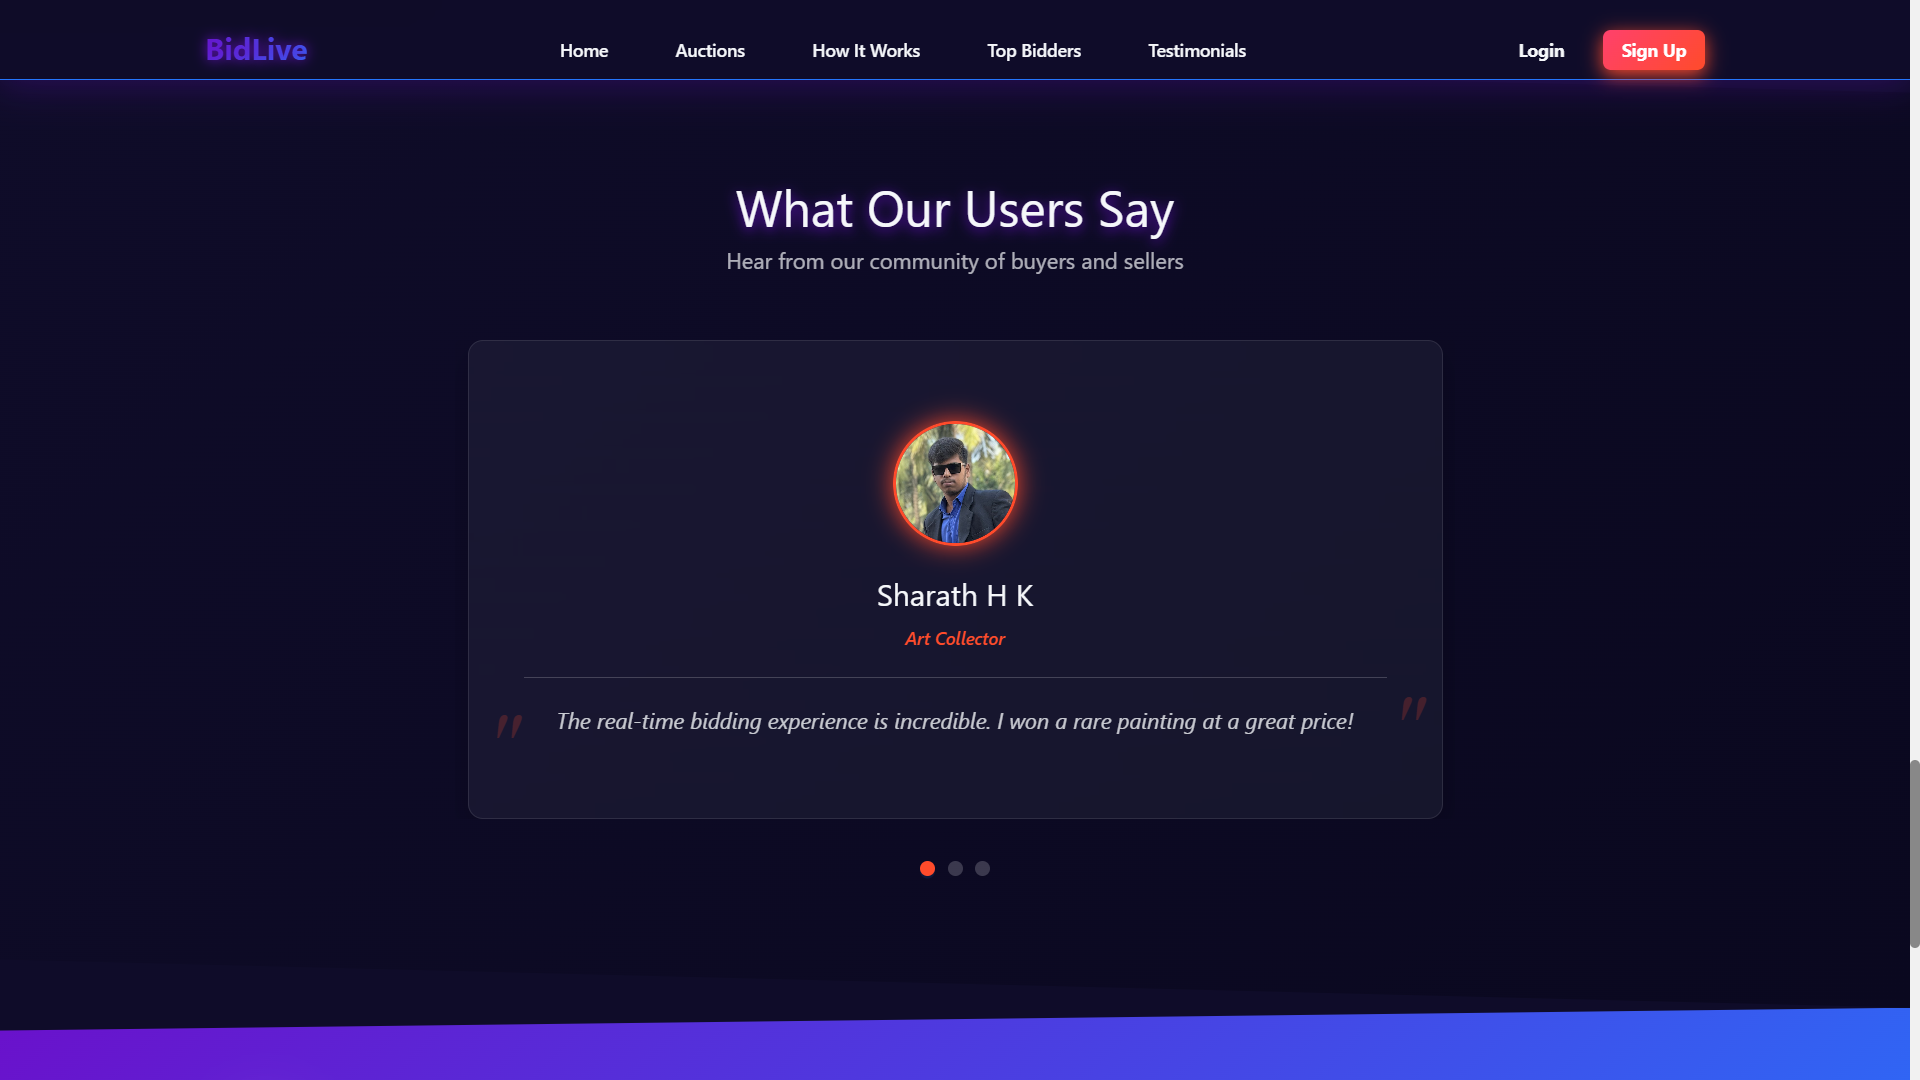 BidLive
Home
Auctions
How It Works
Top Bidders
Testimonials
Login
Sign Up
What Our Users Say
Hear from our community of buyers and sellers
Sharath H K
Art Collector
" The real-time bidding experience is incredible. I won a rare painting at a great price! "